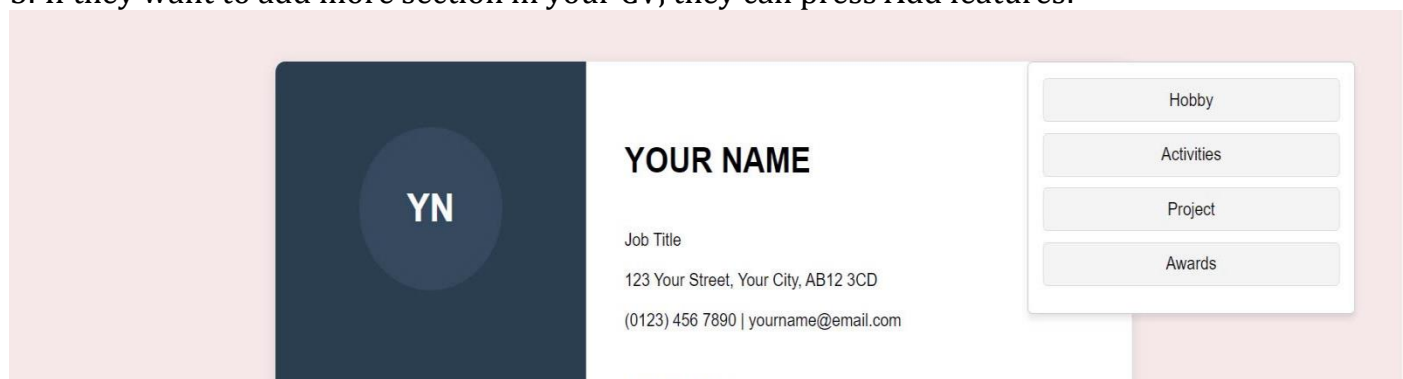 If they want to add more section in your CV, they can press Add features.
YN
YOUR NAME
Job Title
123 Your Street, Your City, AB12 3CD
(0123) 456 7890 | yourname@email.com
Hobby
Activities
Project
Awards